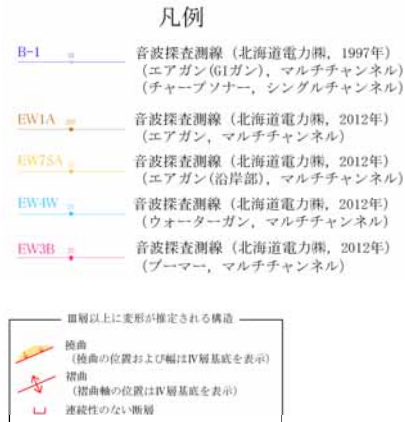 凡例
B-1 音波探査測線（北海道電力㈱，1997年）
（エアガン(GIガン)，マルチチャンネル）
（チャープソナー，シングルチャンネル）
EW1A 音波探査測線（北海道電力㈱，2012年）
（エアガン，マルチチャンネル）
EW7SA 音波探査測線（北海道電力㈱，2012年）
（エアガン(沿岸部)，マルチチャンネル）
EW4W 音波探査測線（北海道電力㈱，2012年）
（ウォーターガン，マルチチャンネル）
EW3B 音波探査測線（北海道電力㈱，2012年）
（ブーマー，マルチチャンネル）
Ⅲ層以上に変形が推定される構造
撓曲
（撓曲の位置および幅はⅣ層基底を表示）
褶曲
（褶曲軸の位置はⅣ層基底を表示）
連続性のない断層